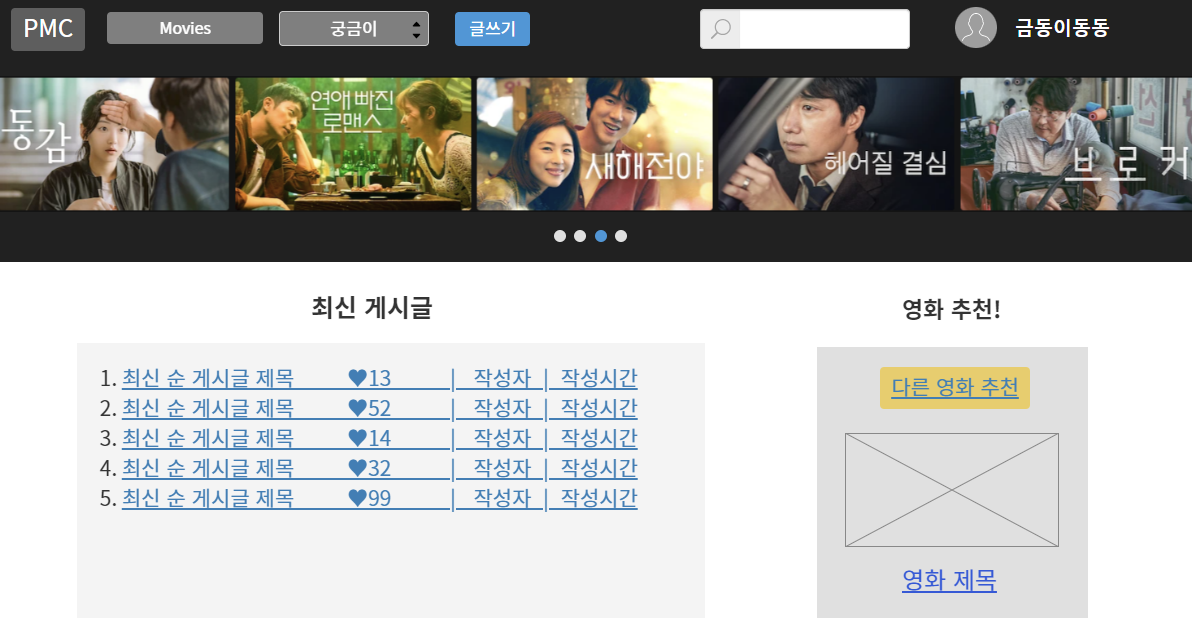 PMC Movies 궁금이 글쓰기 금동이동동
동감
연애 빠진
로맨스
새해전야
헤어질 결심
브로커
최신 게시글
영화 추천!
1. 최신 순 게시글 제목 ♥13 | 작성자 | 작성시간
2. 최신 순 게시글 제목 ♥52 | 작성자 | 작성시간
3. 최신 순 게시글 제목 ♥14 | 작성자 | 작성시간
4. 최신 순 게시글 제목 ♥32 | 작성자 | 작성시간
5. 최신 순 게시글 제목 ♥99 | 작성자 | 작성시간
다른 영화 추천
영화 제목